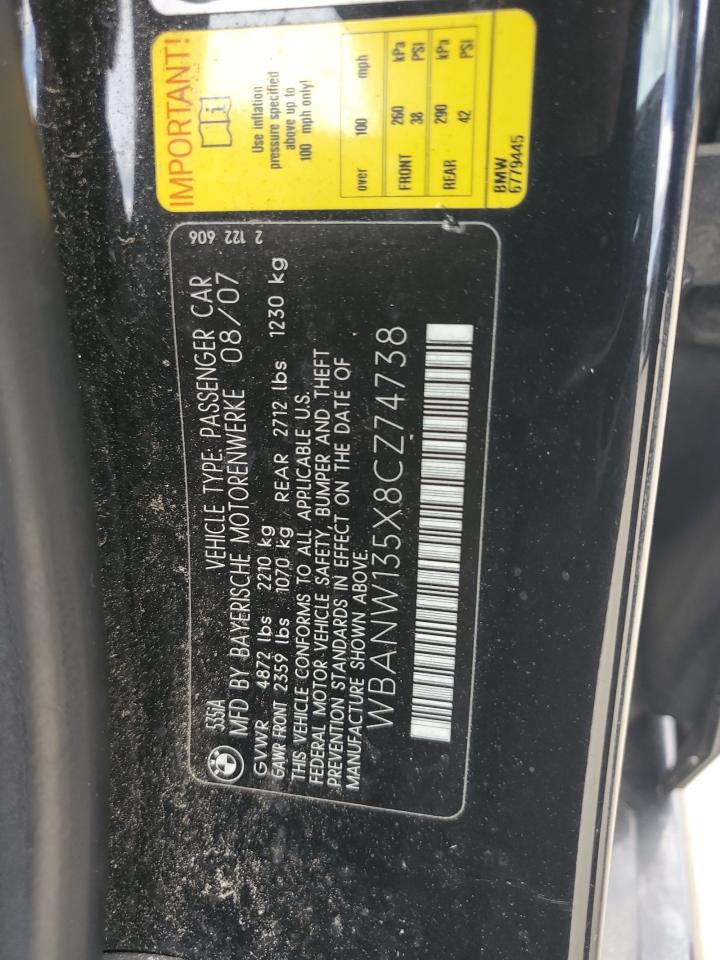 IMPORTANT!
Use inflation
pressure specified
above up to
100 mph only!
over 100 mph
FRONT 260 kPa
38 PSI
REAR 290 kPa
42 PSI
BMW
6779445
2 122 606
535iA VEHICLE TYPE: PASSENGER CAR
MFD BY BAYERISCHE MOTORENWERKE 08/07
GVWR 4872 lbs 2210 kg
GAWR FRONT 2359 lbs 1070 kg REAR 2712 lbs 1230 kg
THIS VEHICLE CONFORMS TO ALL APPLICABLE U.S.
FEDERAL MOTOR-VEHICLE SAFETY, BUMPER AND THEFT
PREVENTION STANDARDS IN EFFECT ON THE DATE OF
MANUFACTURE SHOWN ABOVE.
WBANW135X8CZ74738